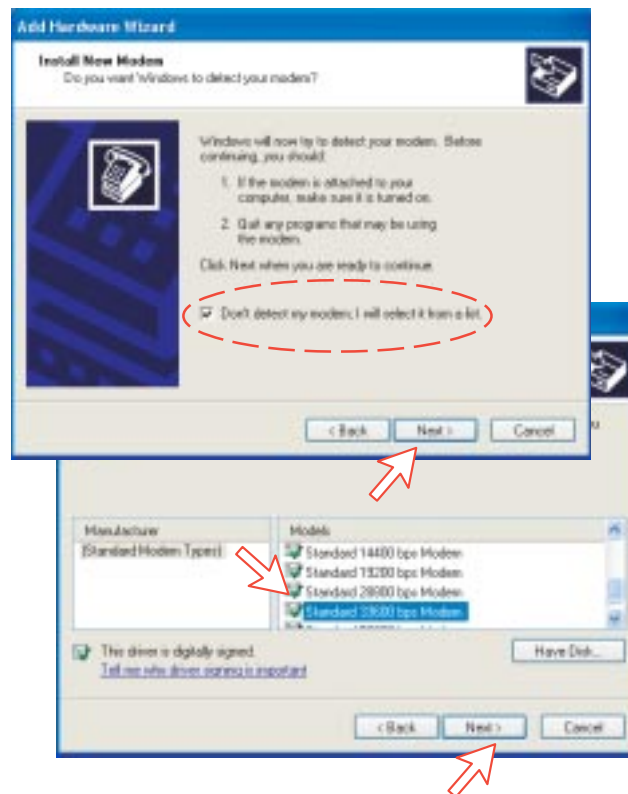 Add Hardware Wizard
Install New Modem
Do you want Windows to detect your modem?
Windows will now try to detect your modem. Before
continuing, you should:
1. If the modem is attached to your
computer, make sure it is turned on.
2. Quit any programs that may be using
the modem.
Click Next when you are ready to continue.
Don't detect my modem; I will select it from a list.
< Back Next > Cancel
Manufacturer Models
(Standard Modem Types) Standard 14400 bps Modem
Standard 19200 bps Modem
Standard 28800 bps Modem
Standard 33600 bps Modem
This driver is digitally signed.
Tell me why driver signing is important
Have Disk...
< Back Next > Cancel